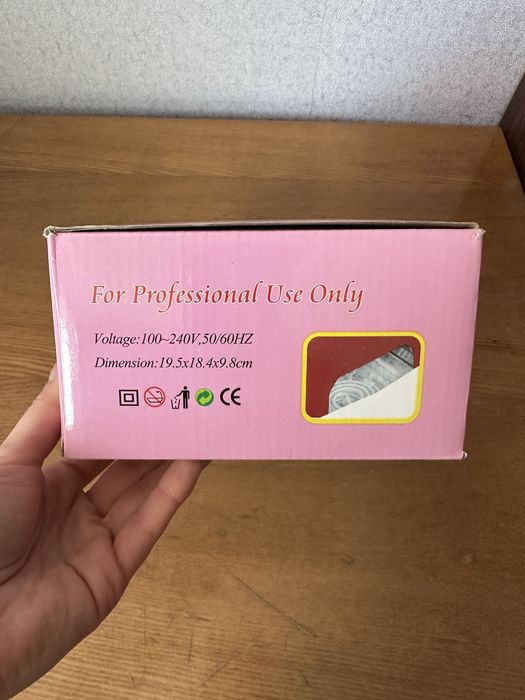 For Professional Use Only
Voltage:100~240V,50/60HZ
Dimension:19.5x18.4x9.8cm
CE